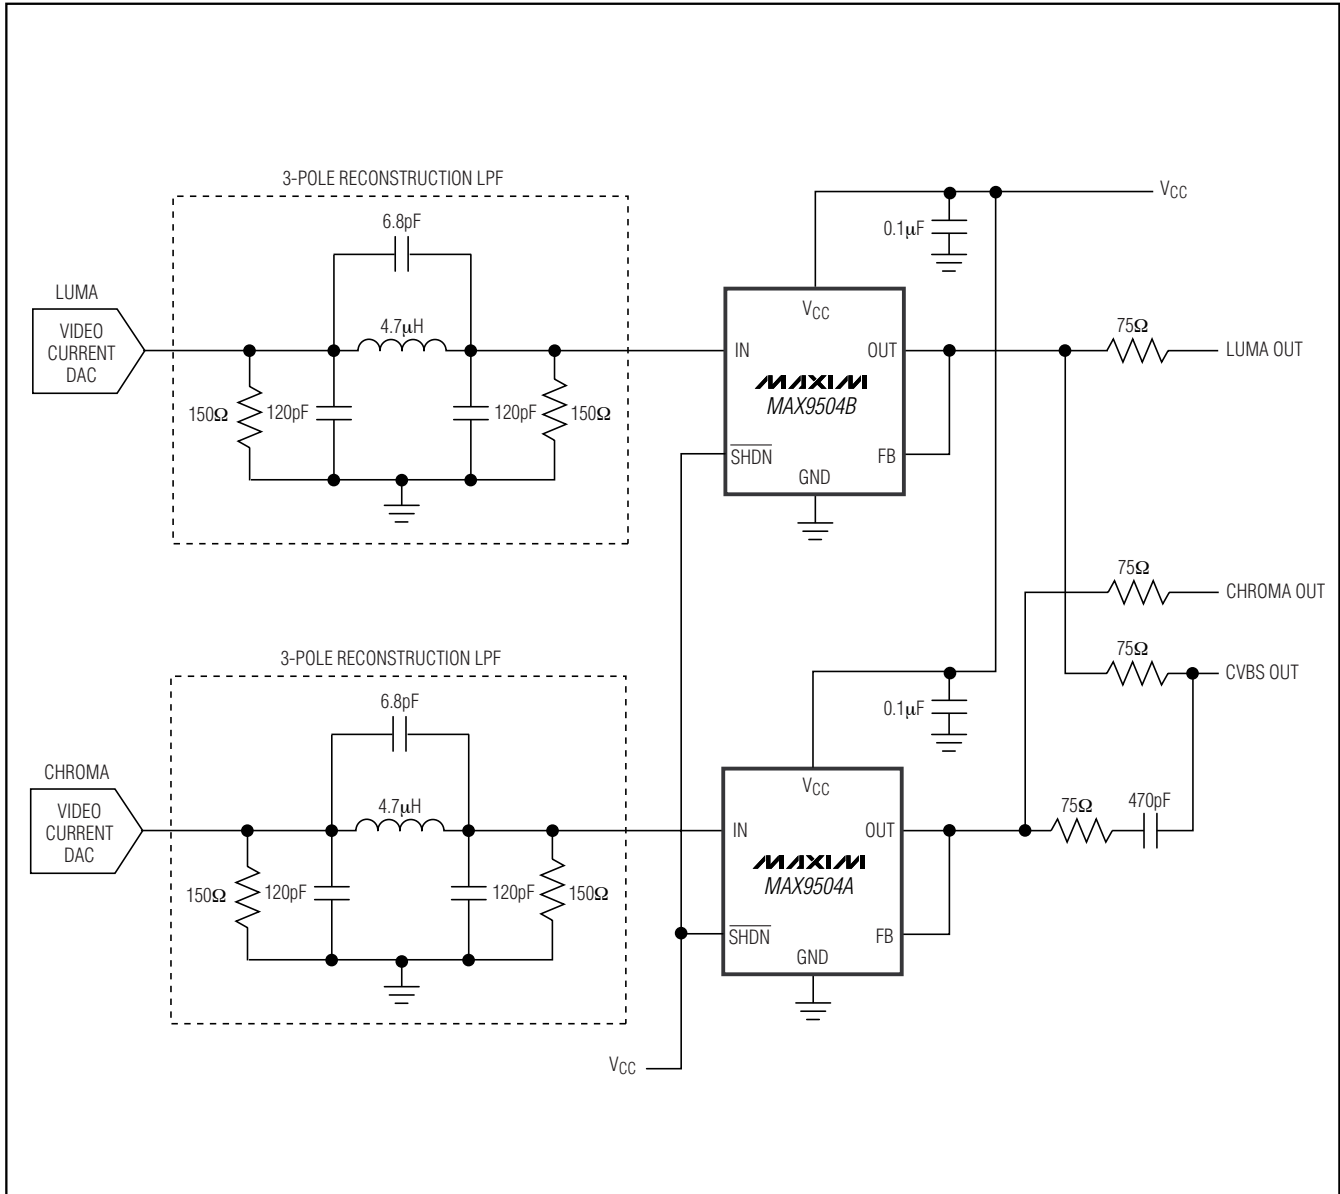 3-POLE RECONSTRUCTION LPF
6.8pF
LUMA
VIDEO
CURRENT
DAC
4.7μH
150Ω
120pF
120pF
150Ω
VCC
0.1μF
VCC
IN
OUT
MAXIM
MAX9504B
SHDN
FB
GND
75Ω
LUMA OUT
75Ω
CHROMA OUT
75Ω
CVBS OUT
3-POLE RECONSTRUCTION LPF
6.8pF
CHROMA
VIDEO
CURRENT
DAC
4.7μH
150Ω
120pF
120pF
150Ω
0.1μF
VCC
IN
OUT
MAXIM
MAX9504A
SHDN
FB
GND
75Ω
470pF
VCC